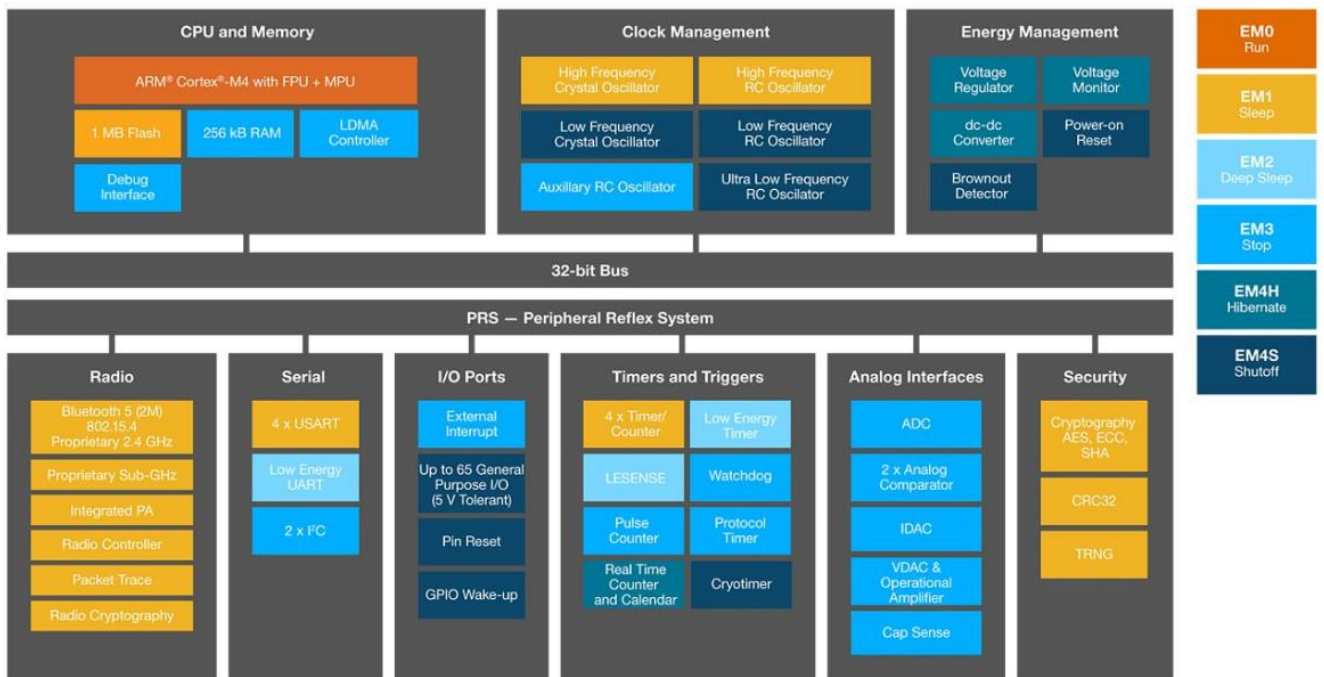 CPU and Memory
ARM® Cortex®-M4 with FPU + MPU
1 MB Flash
256 kB RAM
LDMA
Controller
Debug
Interface
Clock Management
High Frequency
Crystal Oscillator
High Frequency
RC Oscillator
Low Frequency
Crystal Oscillator
Low Frequency
RC Oscillator
Auxillary RC Oscillator
Ultra Low Frequency
RC Oscilator
Energy Management
Voltage
Regulator
Voltage
Monitor
dc-dc
Converter
Power-on
Reset
Brownout
Detector
EM0
Run
EM1
Sleep
EM2
Deep Sleep
EM3
Stop
EM4H
Hibernate
EM4S
Shutoff
32-bit Bus
PRS — Peripheral Reflex System
Radio
Bluetooth 5 (2M)
802.15.4
Proprietary 2.4 GHz
Proprietary Sub-GHz
Integrated PA
Radio Controller
Packet Trace
Radio Cryptography
Serial
4 x USART
Low Energy
UART
2 x I²C
I/O Ports
External
Interrupt
Up to 65 General
Purpose I/O
(5 V Tolerant)
Pin Reset
GPIO Wake-up
Timers and Triggers
4 x Timer/
Counter
Low Energy
Timer
LESENSE
Watchdog
Pulse
Counter
Protocol
Timer
Real Time
Counter
and Calendar
Cryotimer
Analog Interfaces
ADC
2 x Analog
Comparator
IDAC
VDAC &
Operational
Amplifier
Cap Sense
Security
Cryptography
AES, ECC,
SHA
CRC32
TRNG